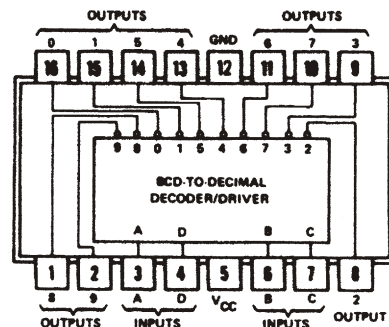 OUTPUTS OUTPUTS
0 1 5 4 GND 6 7 3
16 15 14 13 12 11 10 9
9 8 0 1 5 4 6 7 3 2
BCD-TO-DECIMAL
DECODER/DRIVER
A D B C
1 2 3 4 5 6 7 8
8 9 A D VCC B C 2
OUTPUTS INPUTS INPUTS OUTPUT